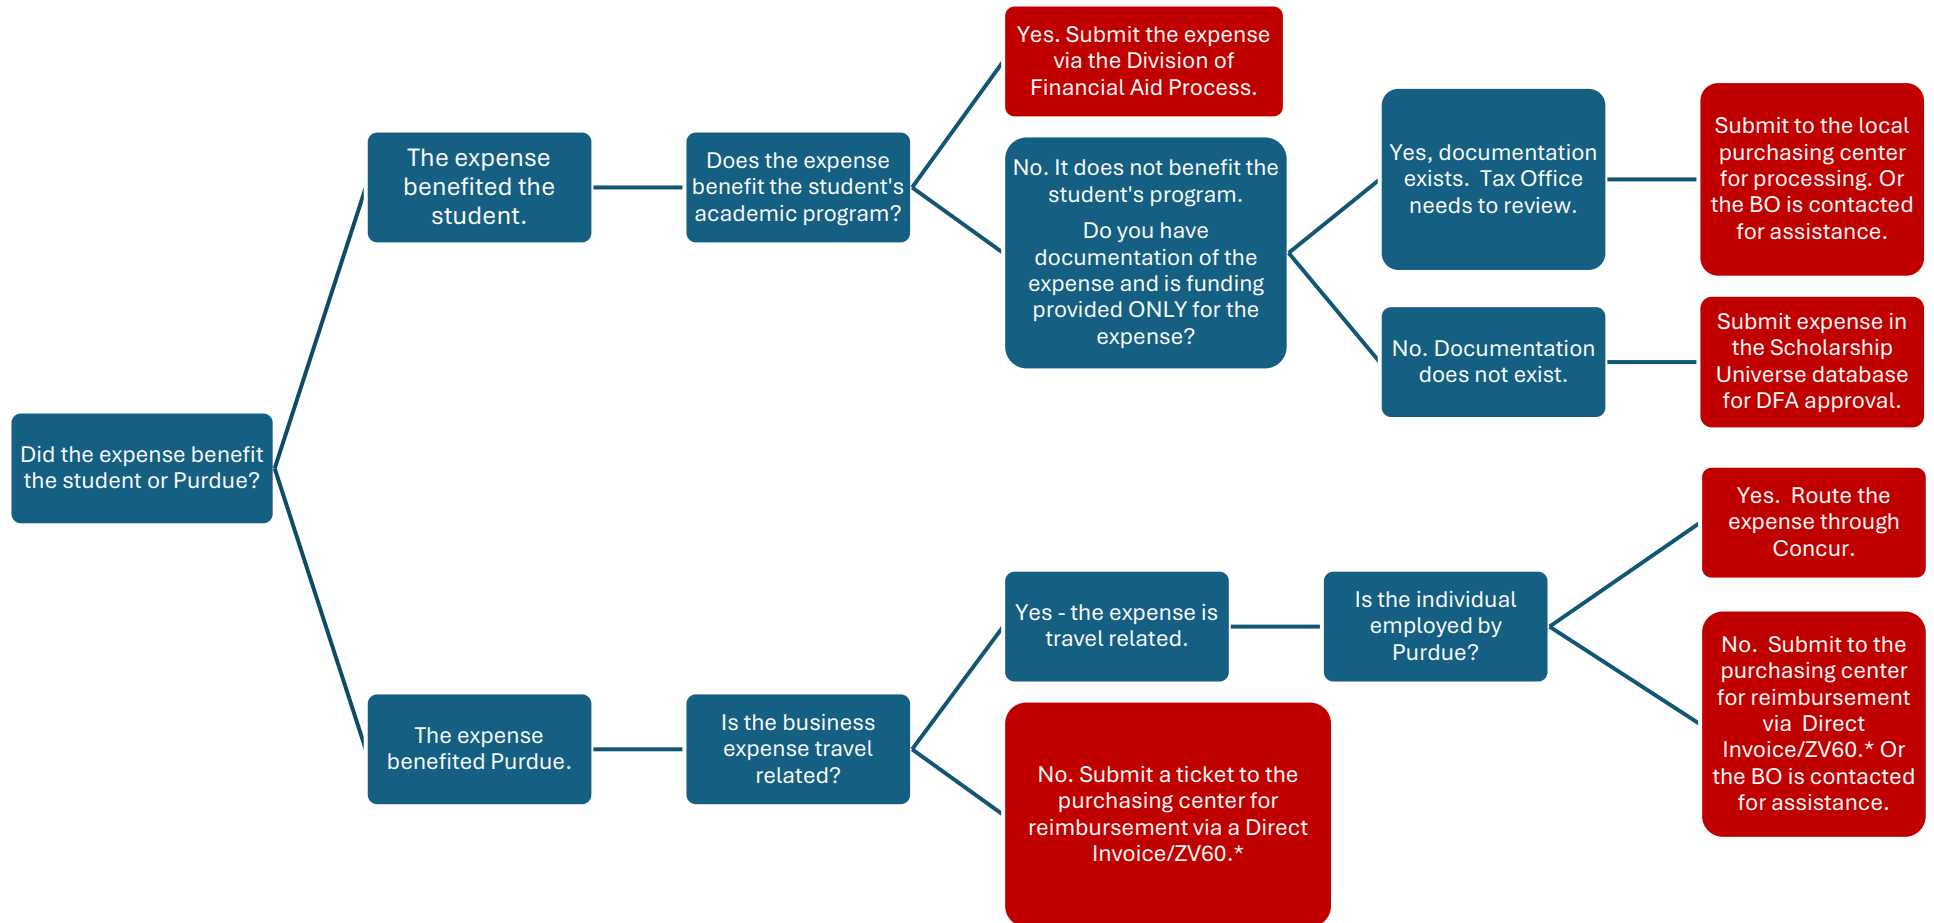 Did the expense benefit
the student or Purdue?
The expense
benefited the
student.
Does the expense
benefit the student's
academic program?
Yes. Submit the expense
via the Division of
Financial Aid Process.
No. It does not benefit the
student's program.
Do you have
documentation of the
expense and is funding
provided ONLY for the
expense?
Yes, documentation
exists.  Tax Office
needs to review.
Submit to the local
purchasing center
for processing. Or
the BO is contacted
for assistance.
No. Documentation
does not exist.
Submit expense in
the Scholarship
Universe database
for DFA approval.
The expense
benefited Purdue.
Is the business
expense travel
related?
Yes - the expense is
travel related.
Is the individual
employed by
Purdue?
Yes.  Route the
expense through
Concur.
No.  Submit to the
purchasing center
for reimbursement
via  Direct
Invoice/ZV60.* Or
the BO is contacted
for assistance.
No. Submit a ticket to the
purchasing center for
reimbursement via a Direct
Invoice/ZV60.*